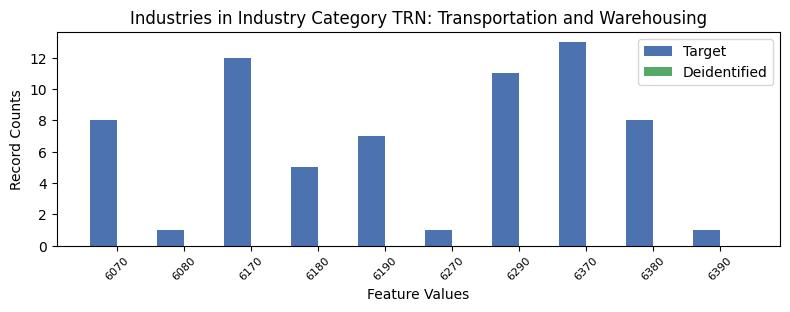 Industries in Industry Category TRN: Transportation and Warehousing
Target
Deidentified
Record Counts
12
10
8
6
4
2
0
6070 6080 6170 6180 6190 6270 6290 6370 6380 6390
Feature Values